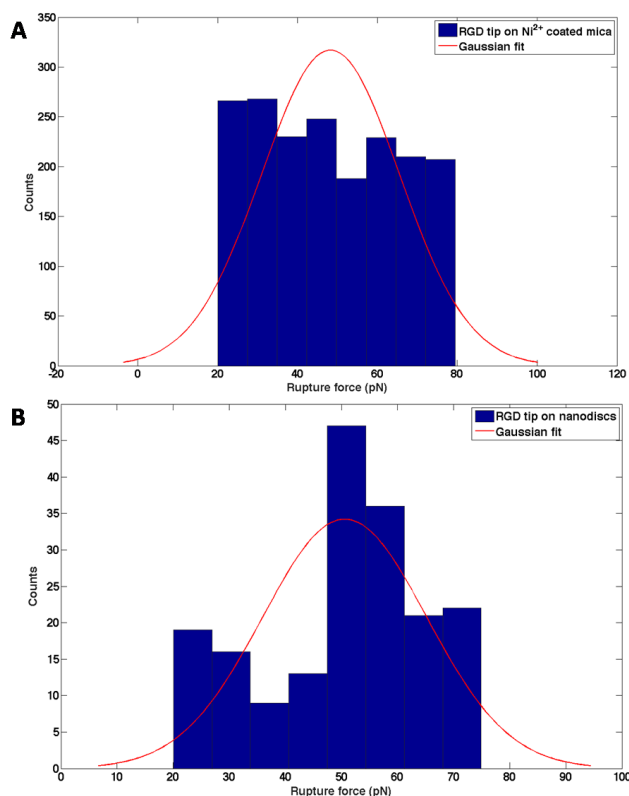 A
350
300
250
200
150
100
50
0
Counts
-20 0 20 40 60 80 100 120
Rupture force (pN)
RGD tip on Ni2+ coated mica
Gaussian fit
B
50
45
40
35
30
25
20
15
10
5
0
Counts
0 10 20 30 40 50 60 70 80 90 100
Rupture force (pN)
RGD tip on nanodiscs
Gaussian fit